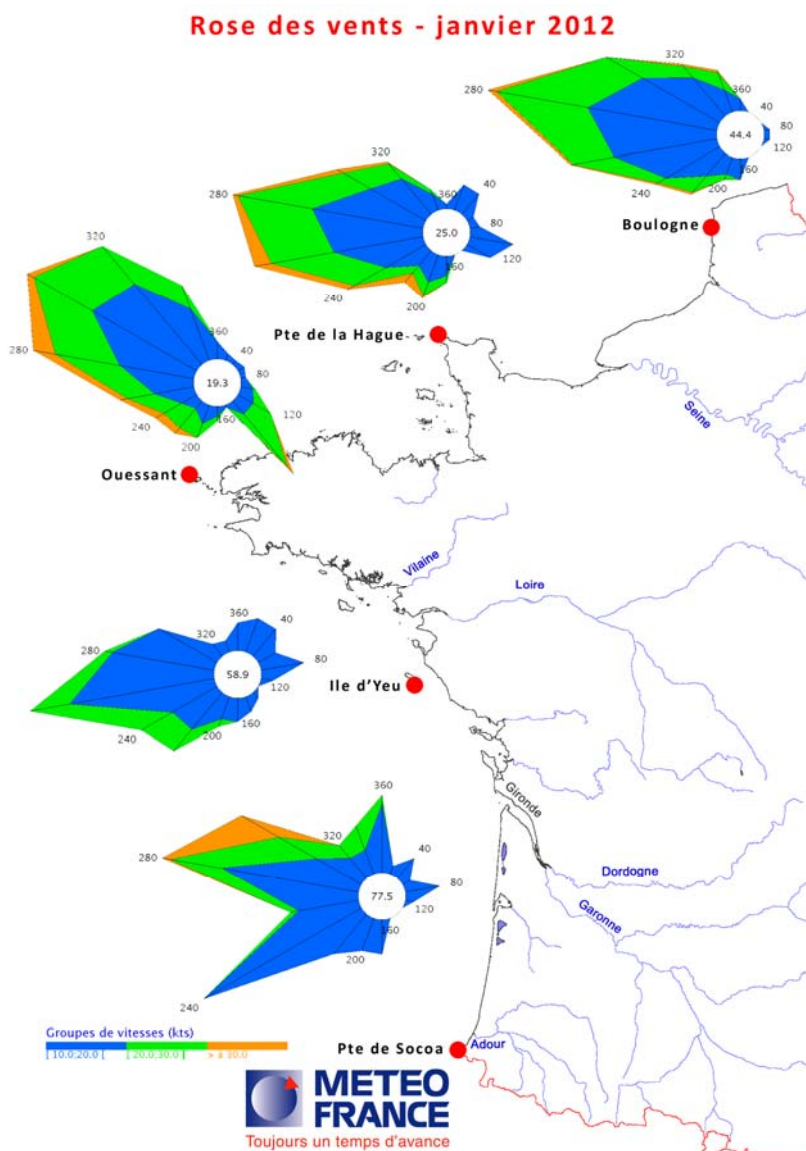 Rose des vents - janvier 2012
320
280
360
40
80
44.4
120
160
200
240
Boulogne
320
280
360
40
80
25.0
120
160
240
200
Pte de la Hague
320
280
360
40
80
19.3
120
160
240
200
Ouessant
Seine
Vilaine
Loire
360
40
320
280
80
58.9
120
160
200
240
Ile d'Yeu
Gironde
Dordogne
Garonne
360
320
280
40
80
77.5
120
160
200
240
Groupes de vitesses (kts)
[ 10.0;20.0 [
[ 20.0;30.0 [
> à 30.0
Pte de Socoa
Adour
METEO
FRANCE
Toujours un temps d'avance